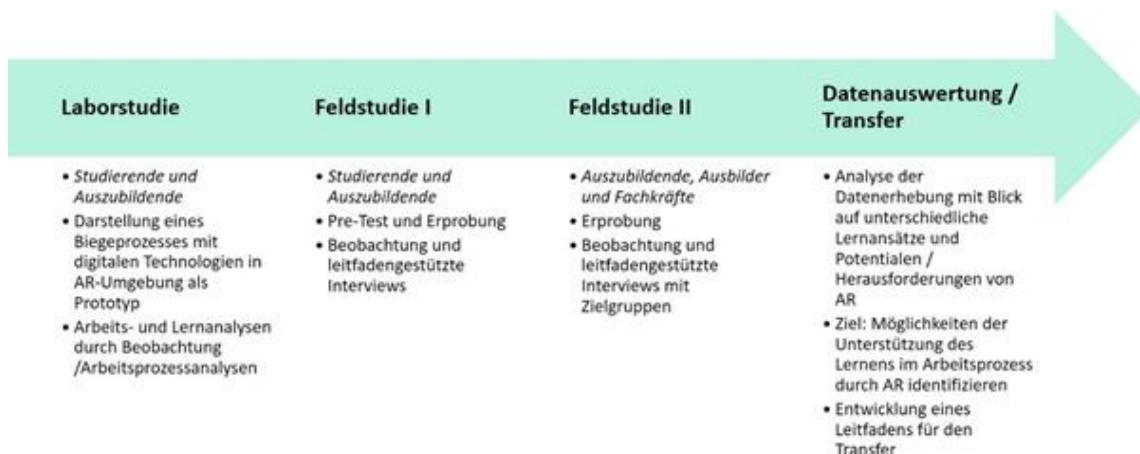 Laborstudie
• Studierende und
Auszubildende
• Darstellung eines
Biegeprozesses mit
digitalen Technologien in
AR-Umgebung als
Prototyp
• Arbeits- und Lernanalysen
durch Beobachtung
/Arbeitsprozessanalysen
Feldstudie I
• Studierende und
Auszubildende
• Pre-Test und Erprobung
• Beobachtung und
leitfadengestützte
Interviews
Feldstudie II
• Auszubildende, Ausbilder
und Fachkräfte
• Erprobung
• Beobachtung und
leitfadengestützte
Interviews mit
Zielgruppen
Datenauswertung /
Transfer
• Analyse der
Datenerhebung mit Blick
auf unterschiedliche
Lernansätze und
Potentialen /
Herausforderungen von
AR
• Ziel: Möglichkeiten der
Unterstützung des
Lernens im Arbeitsprozess
durch AR identifizieren
• Entwicklung eines
Leitfadens für den
Transfer